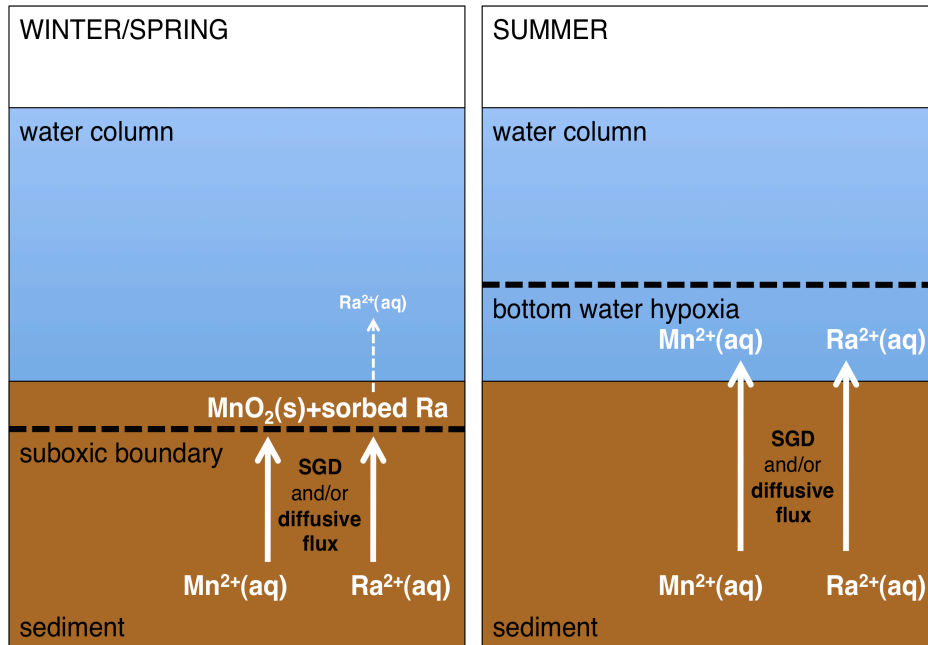 WINTER/SPRING
water column
Ra²⁺(aq)
MnO₂(s)+sorbed Ra
suboxic boundary
SGD
and/or
diffusive
flux
Mn²⁺(aq) Ra²⁺(aq)
sediment
SUMMER
water column
bottom water hypoxia
Mn²⁺(aq) Ra²⁺(aq)
SGD
and/or
diffusive
flux
Mn²⁺(aq) Ra²⁺(aq)
sediment